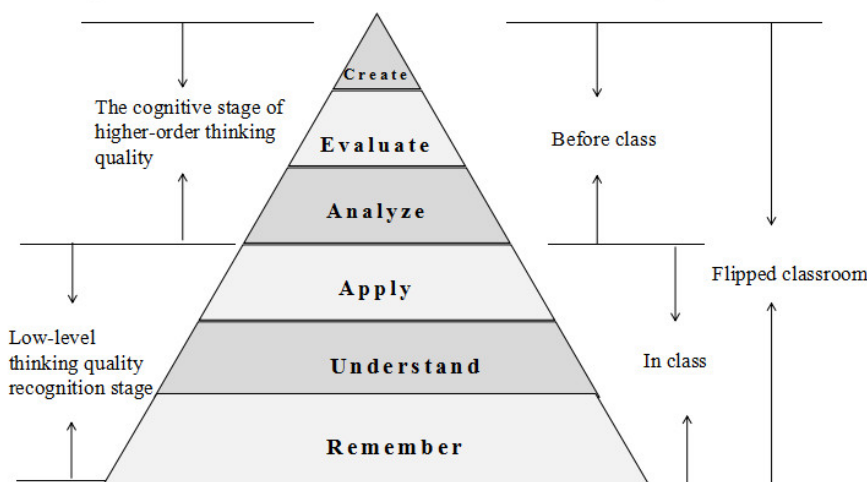 Create
The cognitive stage of
higher-order thinking
quality
Evaluate
Before class
Analyze
Flipped classroom
Apply
Low-level
thinking quality
recognition stage
Understand
In class
Remember